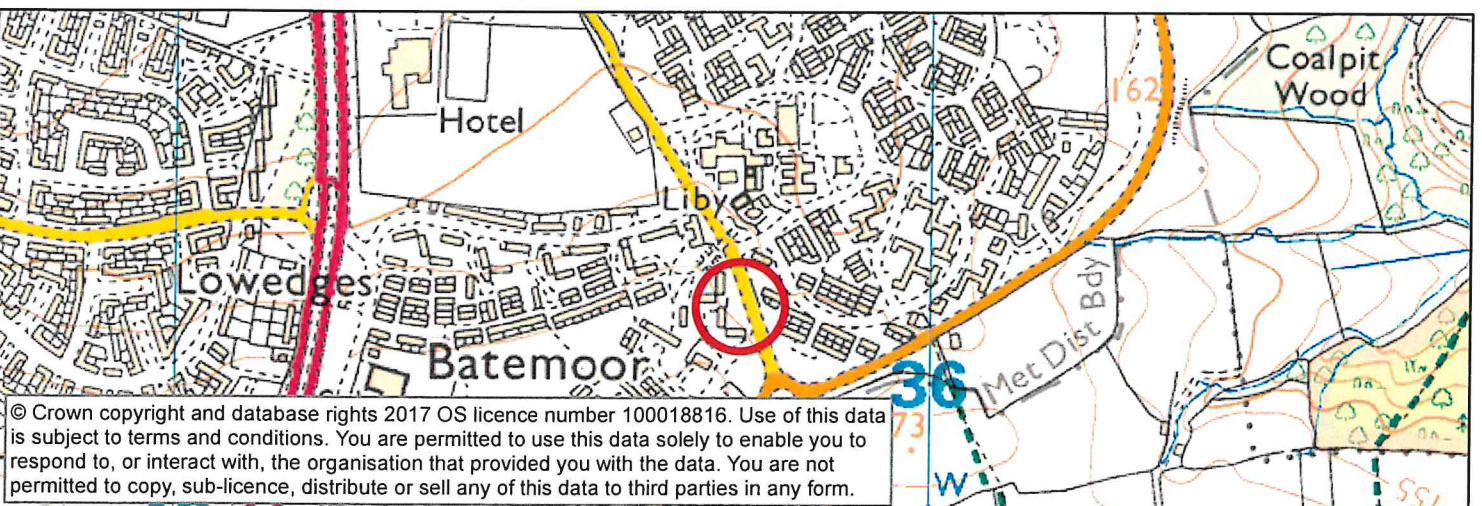 Coalpit
Wood
162
Hotel
Liby
Lowedges
Met Dist Bdy
Batemoor
36
73
W
155
© Crown copyright and database rights 2017 OS licence number 100018816. Use of this data
is subject to terms and conditions. You are permitted to use this data solely to enable you to
respond to, or interact with, the organisation that provided you with the data. You are not
permitted to copy, sub-licence, distribute or sell any of this data to third parties in any form.